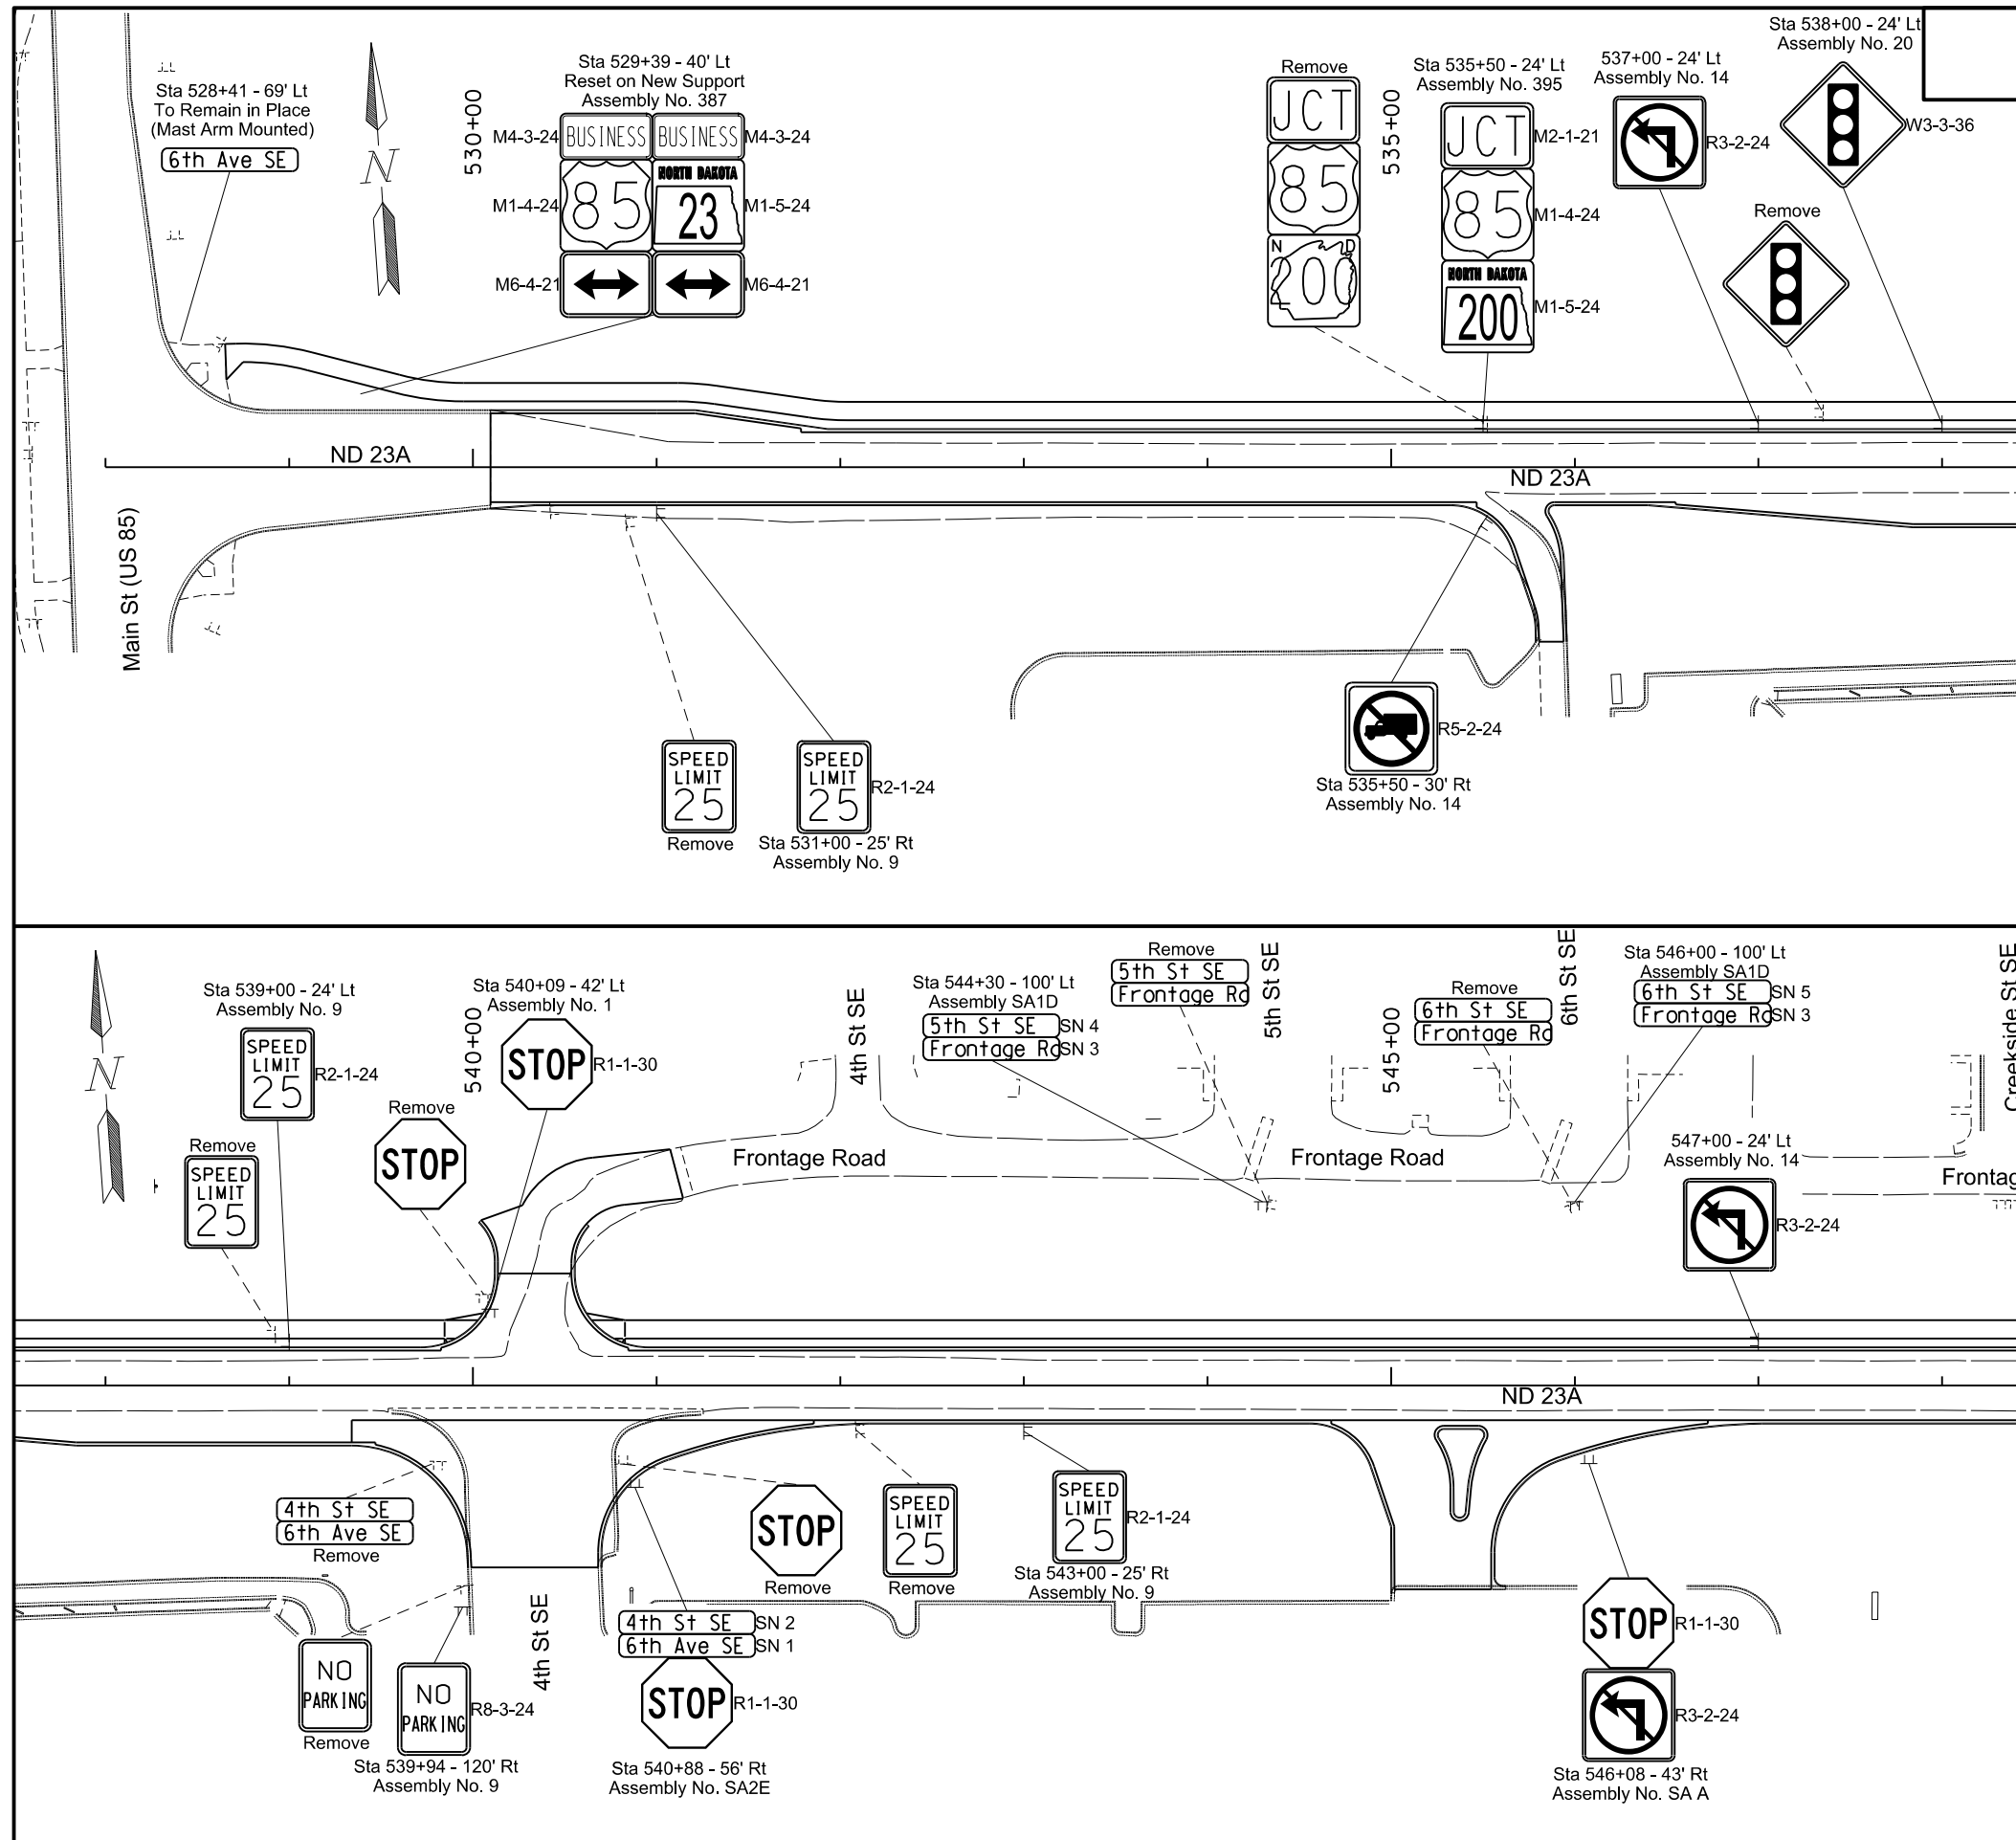 Sta 528+41 - 69' Lt
To Remain in Place
(Mast Arm Mounted)
6th Ave SE
N
530+00
Sta 529+39 - 40' Lt
Reset on New Support
Assembly No. 387
M4-3-24 BUSINESS BUSINESS M4-3-24
M1-4-24 85 NORTH DAKOTA 23 M1-5-24
M6-4-21 M6-4-21
Remove
JCT
85
N D
200
535+00
Sta 535+50 - 24' Lt
Assembly No. 395
JCT M2-1-21
85 M1-4-24
NORTH DAKOTA
200 M1-5-24
537+00 - 24' Lt
Assembly No. 14
R3-2-24
Sta 538+00 - 24' Lt
Assembly No. 20
W3-3-36
Remove
ND 23A
ND 23A
Main St (US 85)
SPEED
LIMIT
25
Remove
SPEED
LIMIT
25
R2-1-24
Sta 531+00 - 25' Rt
Assembly No. 9
R5-2-24
Sta 535+50 - 30' Rt
Assembly No. 14
N
Sta 539+00 - 24' Lt
Assembly No. 9
SPEED
LIMIT
25
R2-1-24
Remove
SPEED
LIMIT
25
540+00
Sta 540+09 - 42' Lt
Assembly No. 1
STOP R1-1-30
Remove
STOP
4th St SE
Sta 544+30 - 100' Lt
Assembly SA1D
5th St SE SN 4
Frontage Rd SN 3
Remove
5th St SE
Frontage Rd
5th St SE
545+00
Remove
6th St SE
Frontage Rd
6th St SE
Sta 546+00 - 100' Lt
Assembly SA1D
6th St SE SN 5
Frontage Rd SN 3
Creekside St SE
Frontage Road
Frontage Road
Frontag
547+00 - 24' Lt
Assembly No. 14
R3-2-24
ND 23A
4th St SE
6th Ave SE
Remove
NO
PARKING
Remove
NO
PARKING
R8-3-24
Sta 539+94 - 120' Rt
Assembly No. 9
4th St SE
4th St SE SN 2
6th Ave SE SN 1
STOP R1-1-30
Sta 540+88 - 56' Rt
Assembly No. SA2E
STOP
Remove
SPEED
LIMIT
25
Remove
SPEED
LIMIT
25
R2-1-24
Sta 543+00 - 25' Rt
Assembly No. 9
STOP R1-1-30
R3-2-24
Sta 546+08 - 43' Rt
Assembly No. SA A